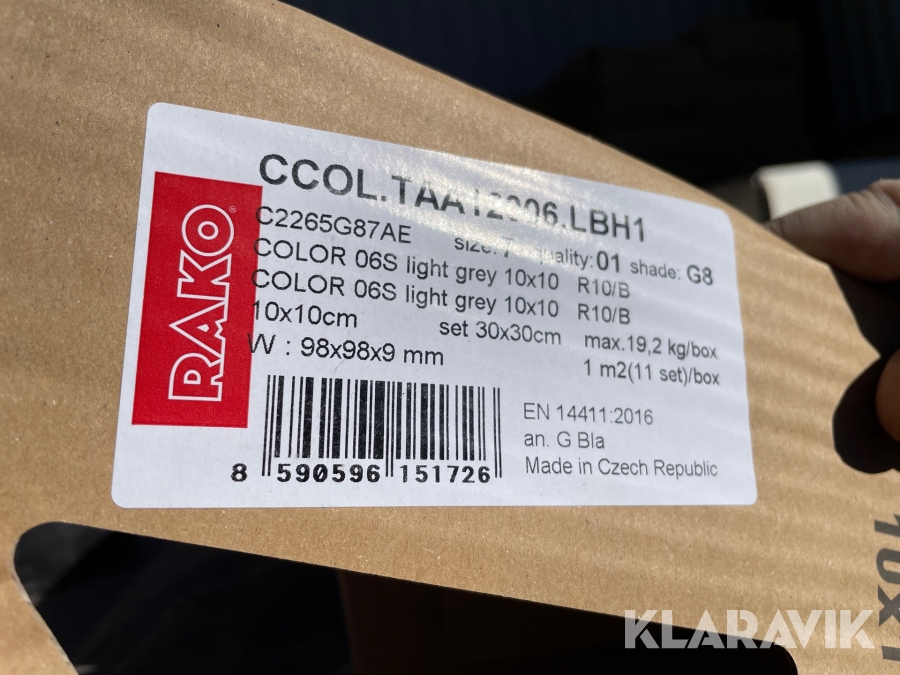 RAKO®
CCOL.TAA12006.LBH1
C2265G87AE size: 7 quality: 01 shade: G8
COLOR 06S light grey 10x10 R10/B
COLOR 06S light grey 10x10 R10/B
10x10cm set 30x30cm max.19,2 kg/box
W : 98x98x9 mm 1 m2(11 set)/box
EN 14411:2016
an. G Bla
Made in Czech Republic
8 590596 151726
KLARAVIK